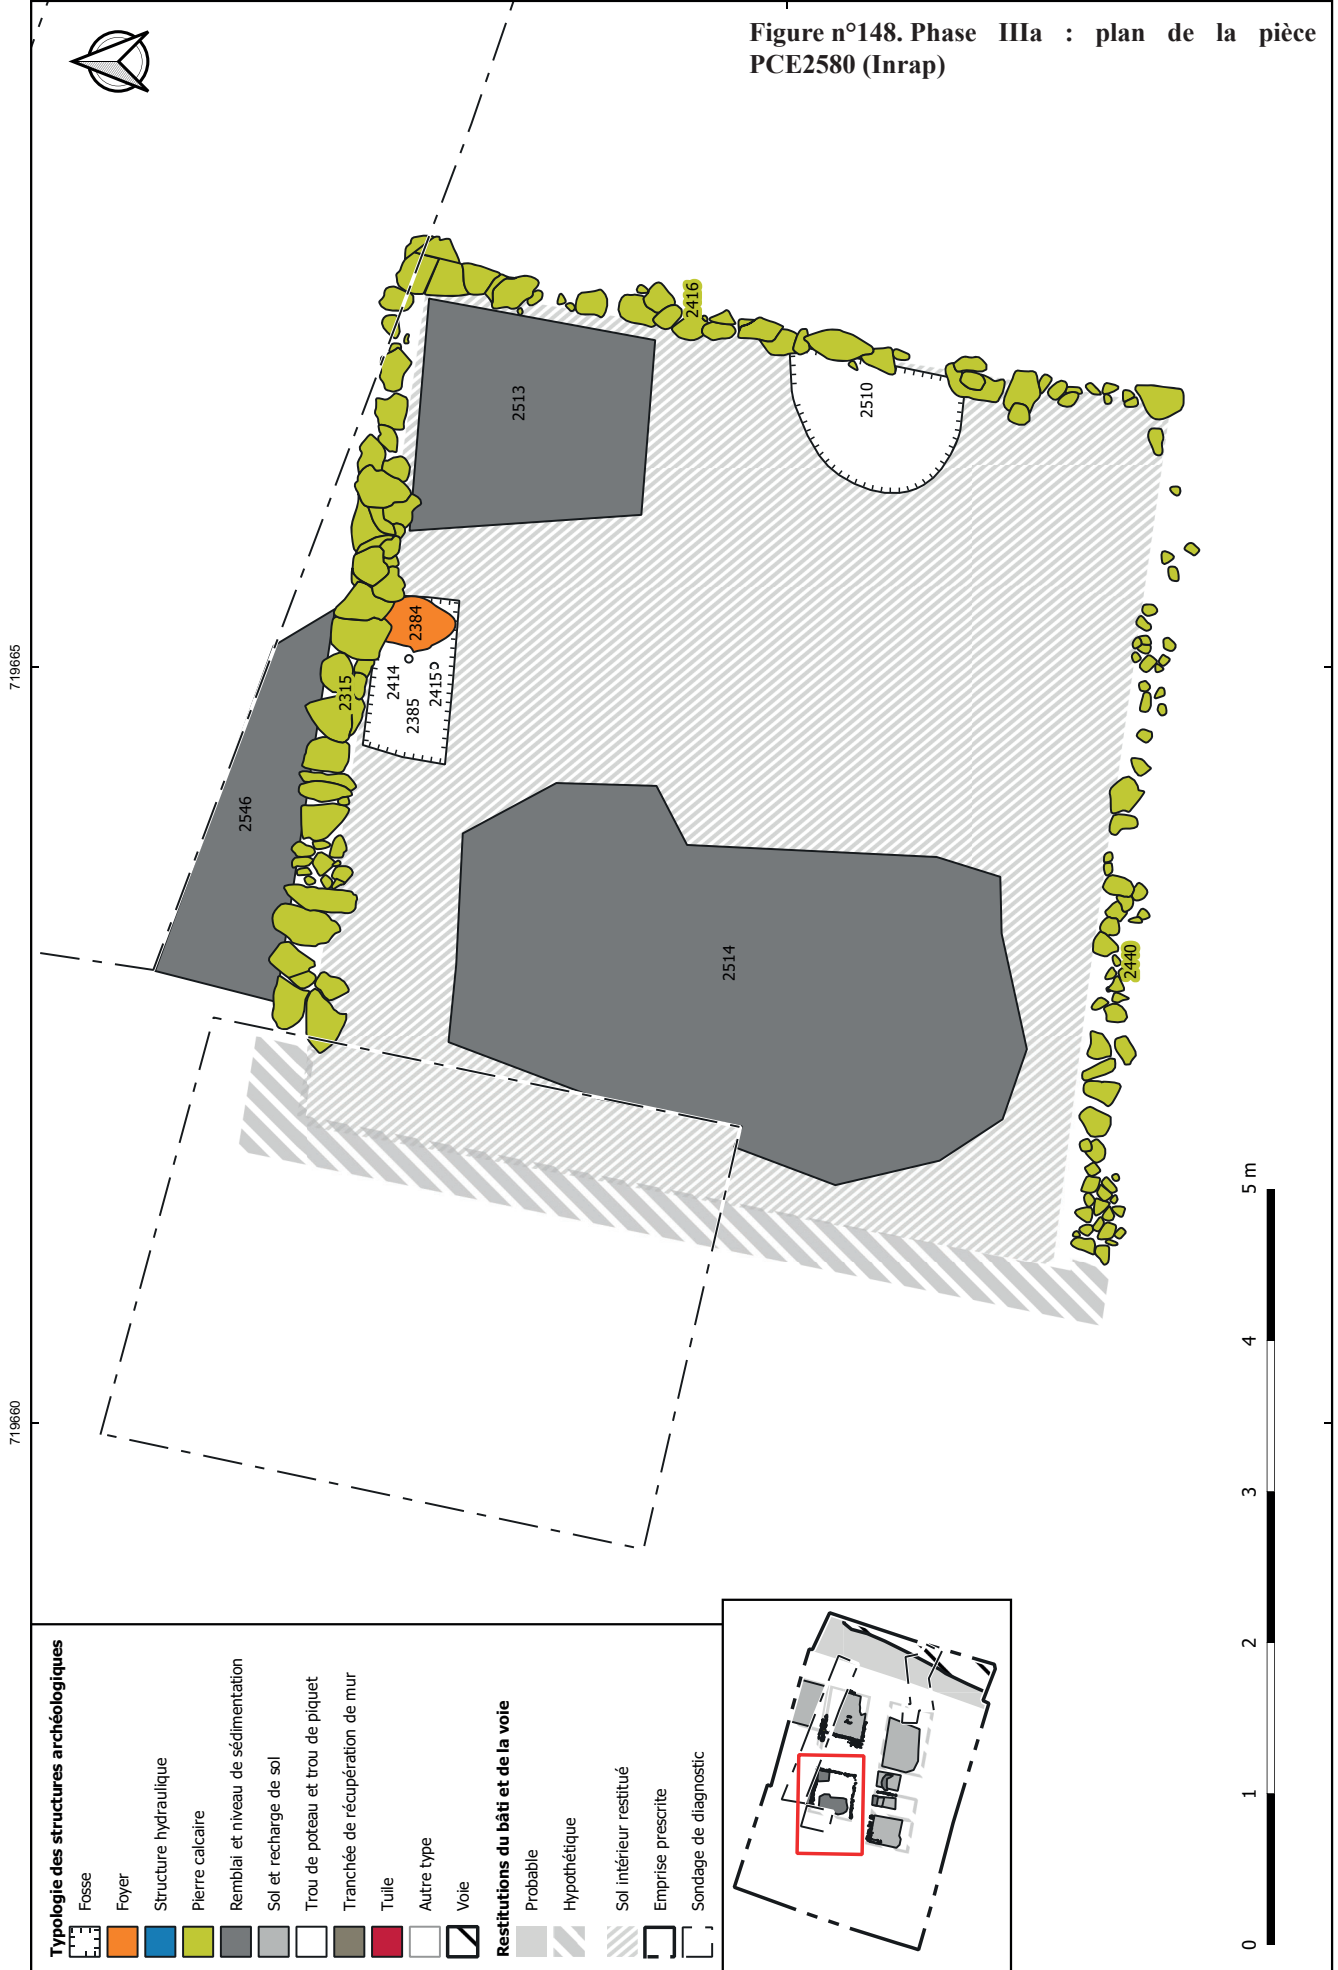 Figure n°148. Phase IIIa : plan de la pièce
PCE2580 (Inrap)
719665
719660
2416
2513
2510
2384
2414
2385
2415
2315
2546
2514
2440
Typologie des structures archéologiques
Fosse
Foyer
Structure hydraulique
Pierre calcaire
Remblai et niveau de sédimentation
Sol et recharge de sol
Trou de poteau et trou de piquet
Tranchée de récupération de mur
Tuile
Autre type
Voie
Restitutions du bâti et de la voie
Probable
Hypothétique
Sol intérieur restitué
Emprise prescrite
Sondage de diagnostic
0 1 2 3 4 5 m